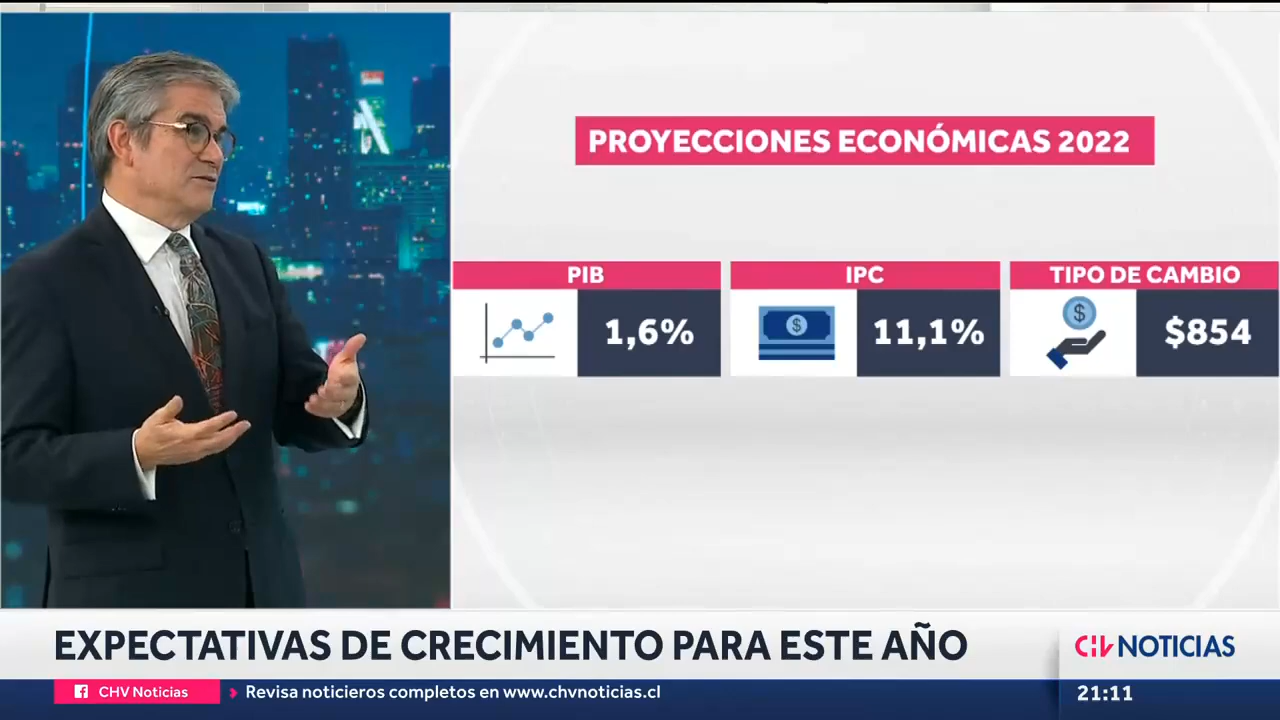 PROYECCIONES ECONÓMICAS 2022
PIB
1,6%
IPC
11,1%
TIPO DE CAMBIO
$854
EXPECTATIVAS DE CRECIMIENTO PARA ESTE AÑO
CHV NOTICIAS
CHV Noticias
Revisa noticieros completos en www.chvnoticias.cl
21:11